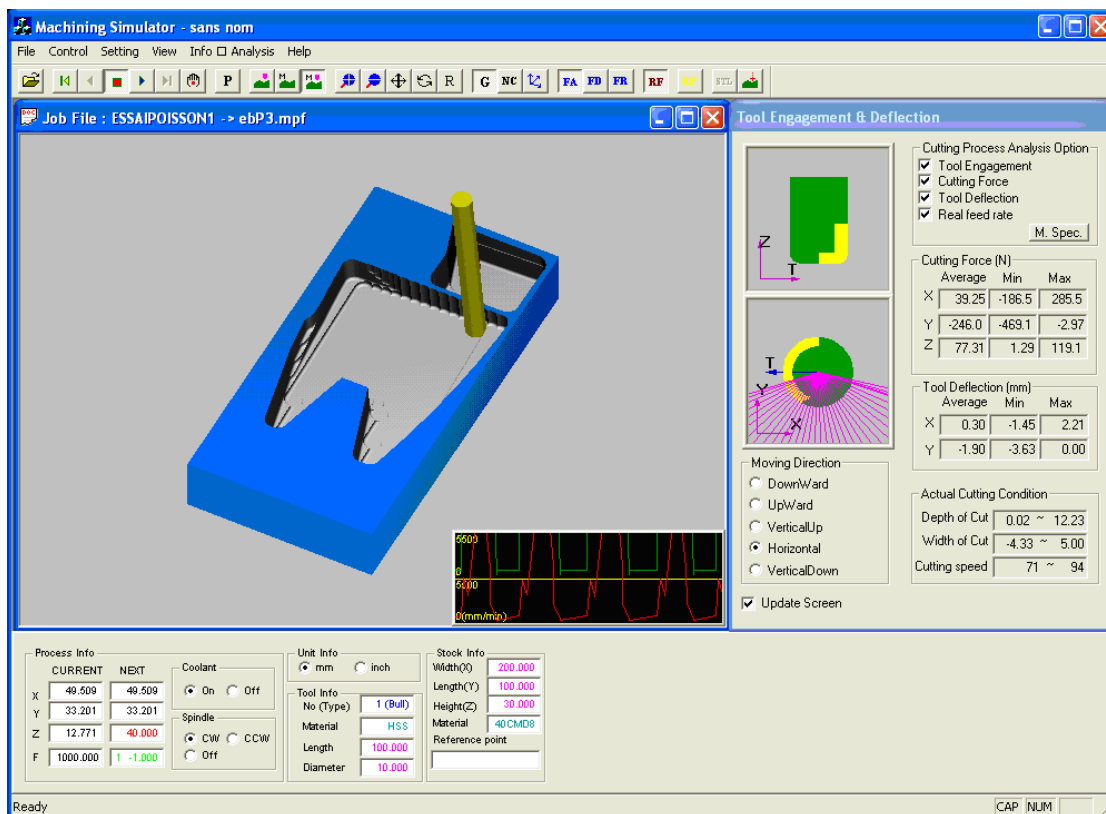 Machining Simulator - sans nom
File Control Setting View Info □ Analysis Help
P M M R G NC FA FD FR RF STL
Job File : ESSAIPOISSON1 -> ebP3.mpf
Tool Engagement & Deflection
Z
T
T
Y
X
Cutting Process Analysis Option
Tool Engagement
Cutting Force
Tool Deflection
Real feed rate
M. Spec.
Cutting Force (N)
Average Min Max
X 39.25 -186.5 285.5
Y -246.0 -469.1 -2.97
Z 77.31 1.29 119.1
Tool Deflection (mm)
Average Min Max
X 0.30 -1.45 2.21
Y -1.90 -3.63 0.00
Moving Direction
DownWard
UpWard
VerticalUp
Horizontal
VerticalDown
Actual Cutting Condition
Depth of Cut 0.02 ~ 12.23
Width of Cut -4.33 ~ 5.00
Cutting speed 71 ~ 94
Update Screen
0
0(mm/min)
Process Info
CURRENT NEXT
X 49.509 49.509
Y 33.201 33.201
Z 12.771 40.000
F 1000.000 1 -1.000
Coolant
On Off
Spindle
CW CCW
Off
Unit Info
mm inch
Tool Info
No (Type) 1 (Bull)
Material HSS
Length 100.000
Diameter 10.000
Stock Info
Width(X) 200.000
Length(Y) 100.000
Height(Z) 30.000
Material 40CMD8
Reference point
Ready
CAP NUM